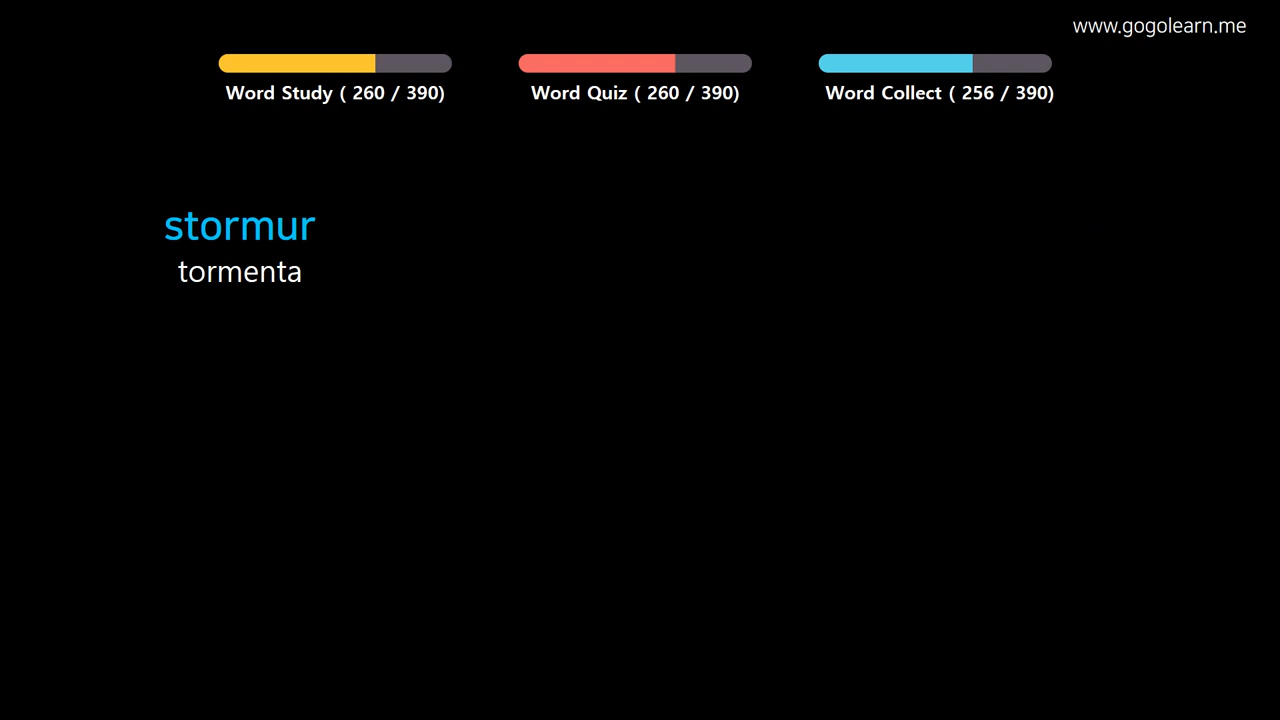 www.gogolearn.me
Word Study ( 260 / 390)
Word Quiz ( 260 / 390)
Word Collect ( 256 / 390)
stormur
tormenta